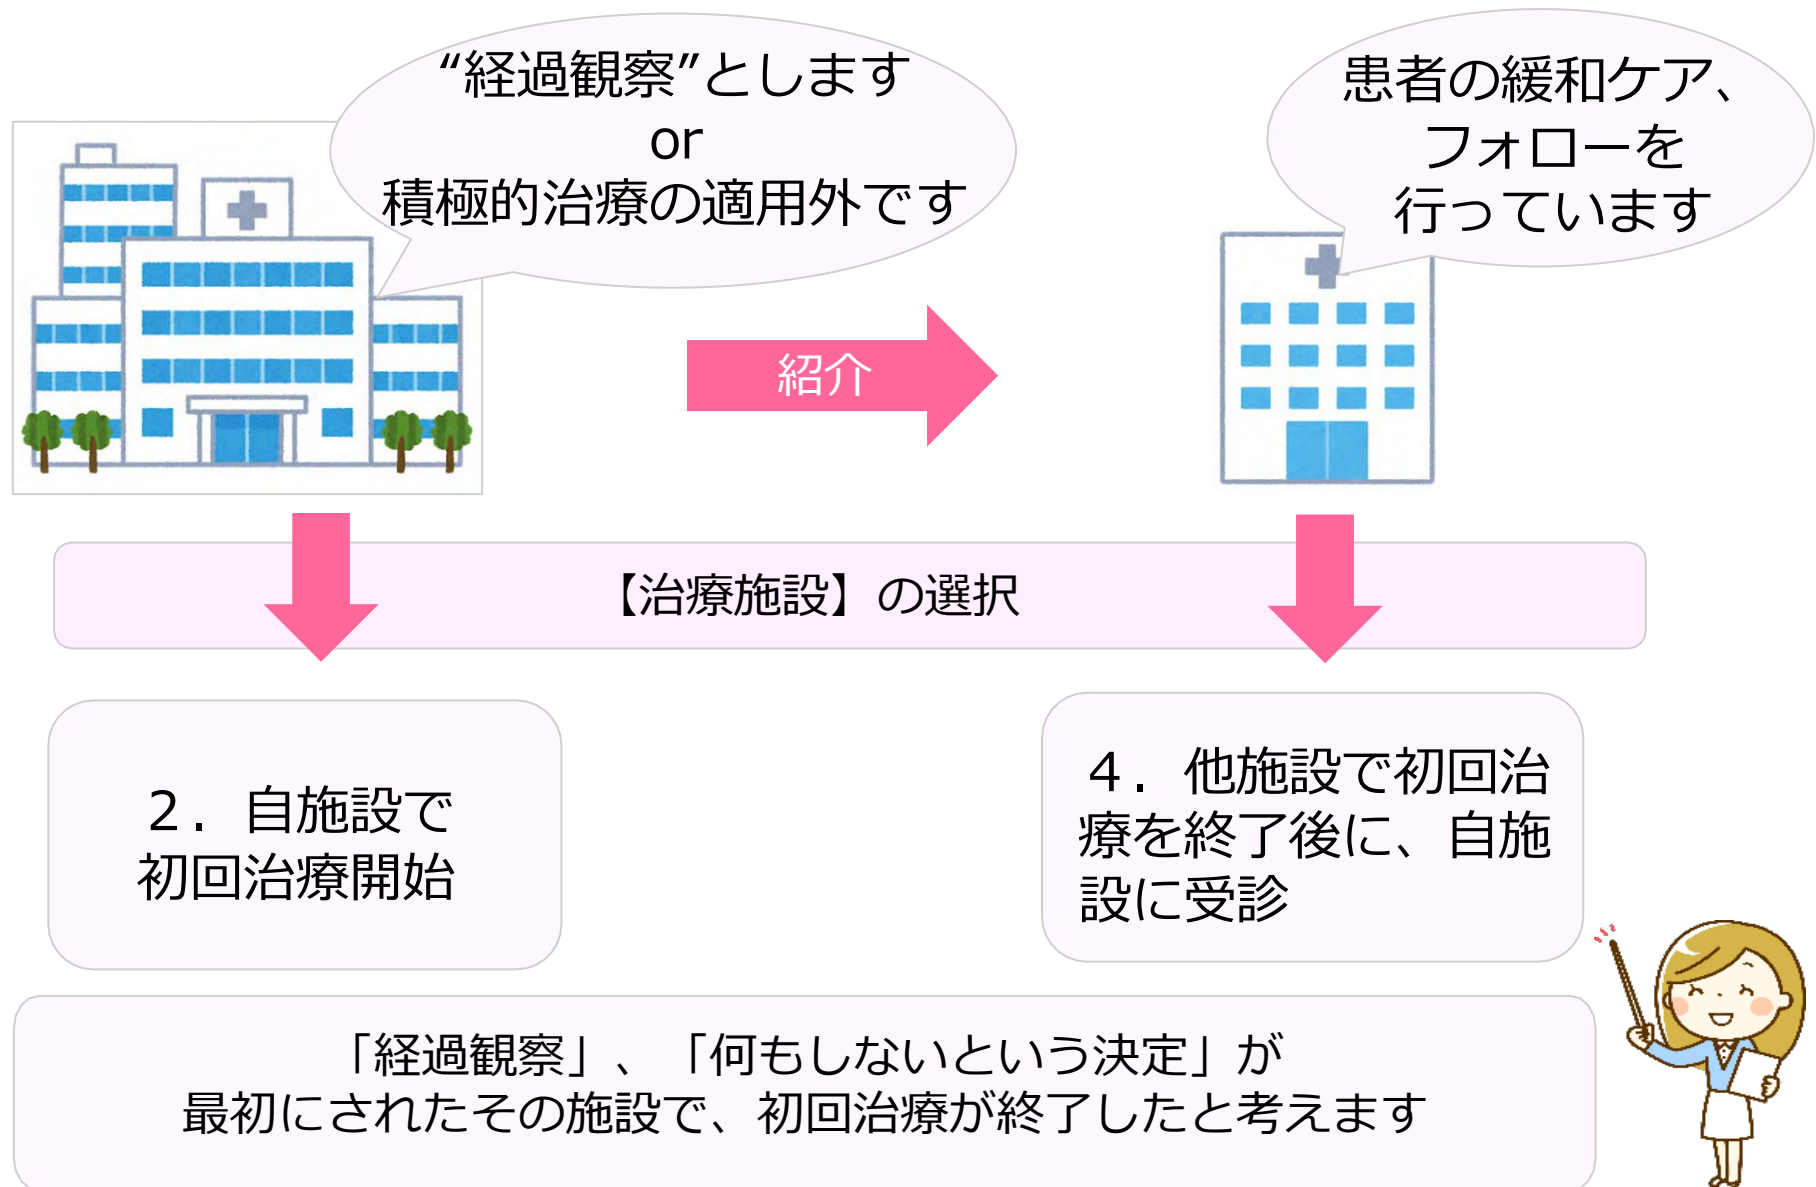 “経過観察”とします
or
積極的治療の適用外です
患者の緩和ケア、
フォローを
行っています
紹介
【治療施設】の選択
２．自施設で
初回治療開始
４．他施設で初回治
療を終了後に、自施
設に受診
「経過観察」、「何もしないという決定」が
最初にされたその施設で、初回治療が終了したと考えます